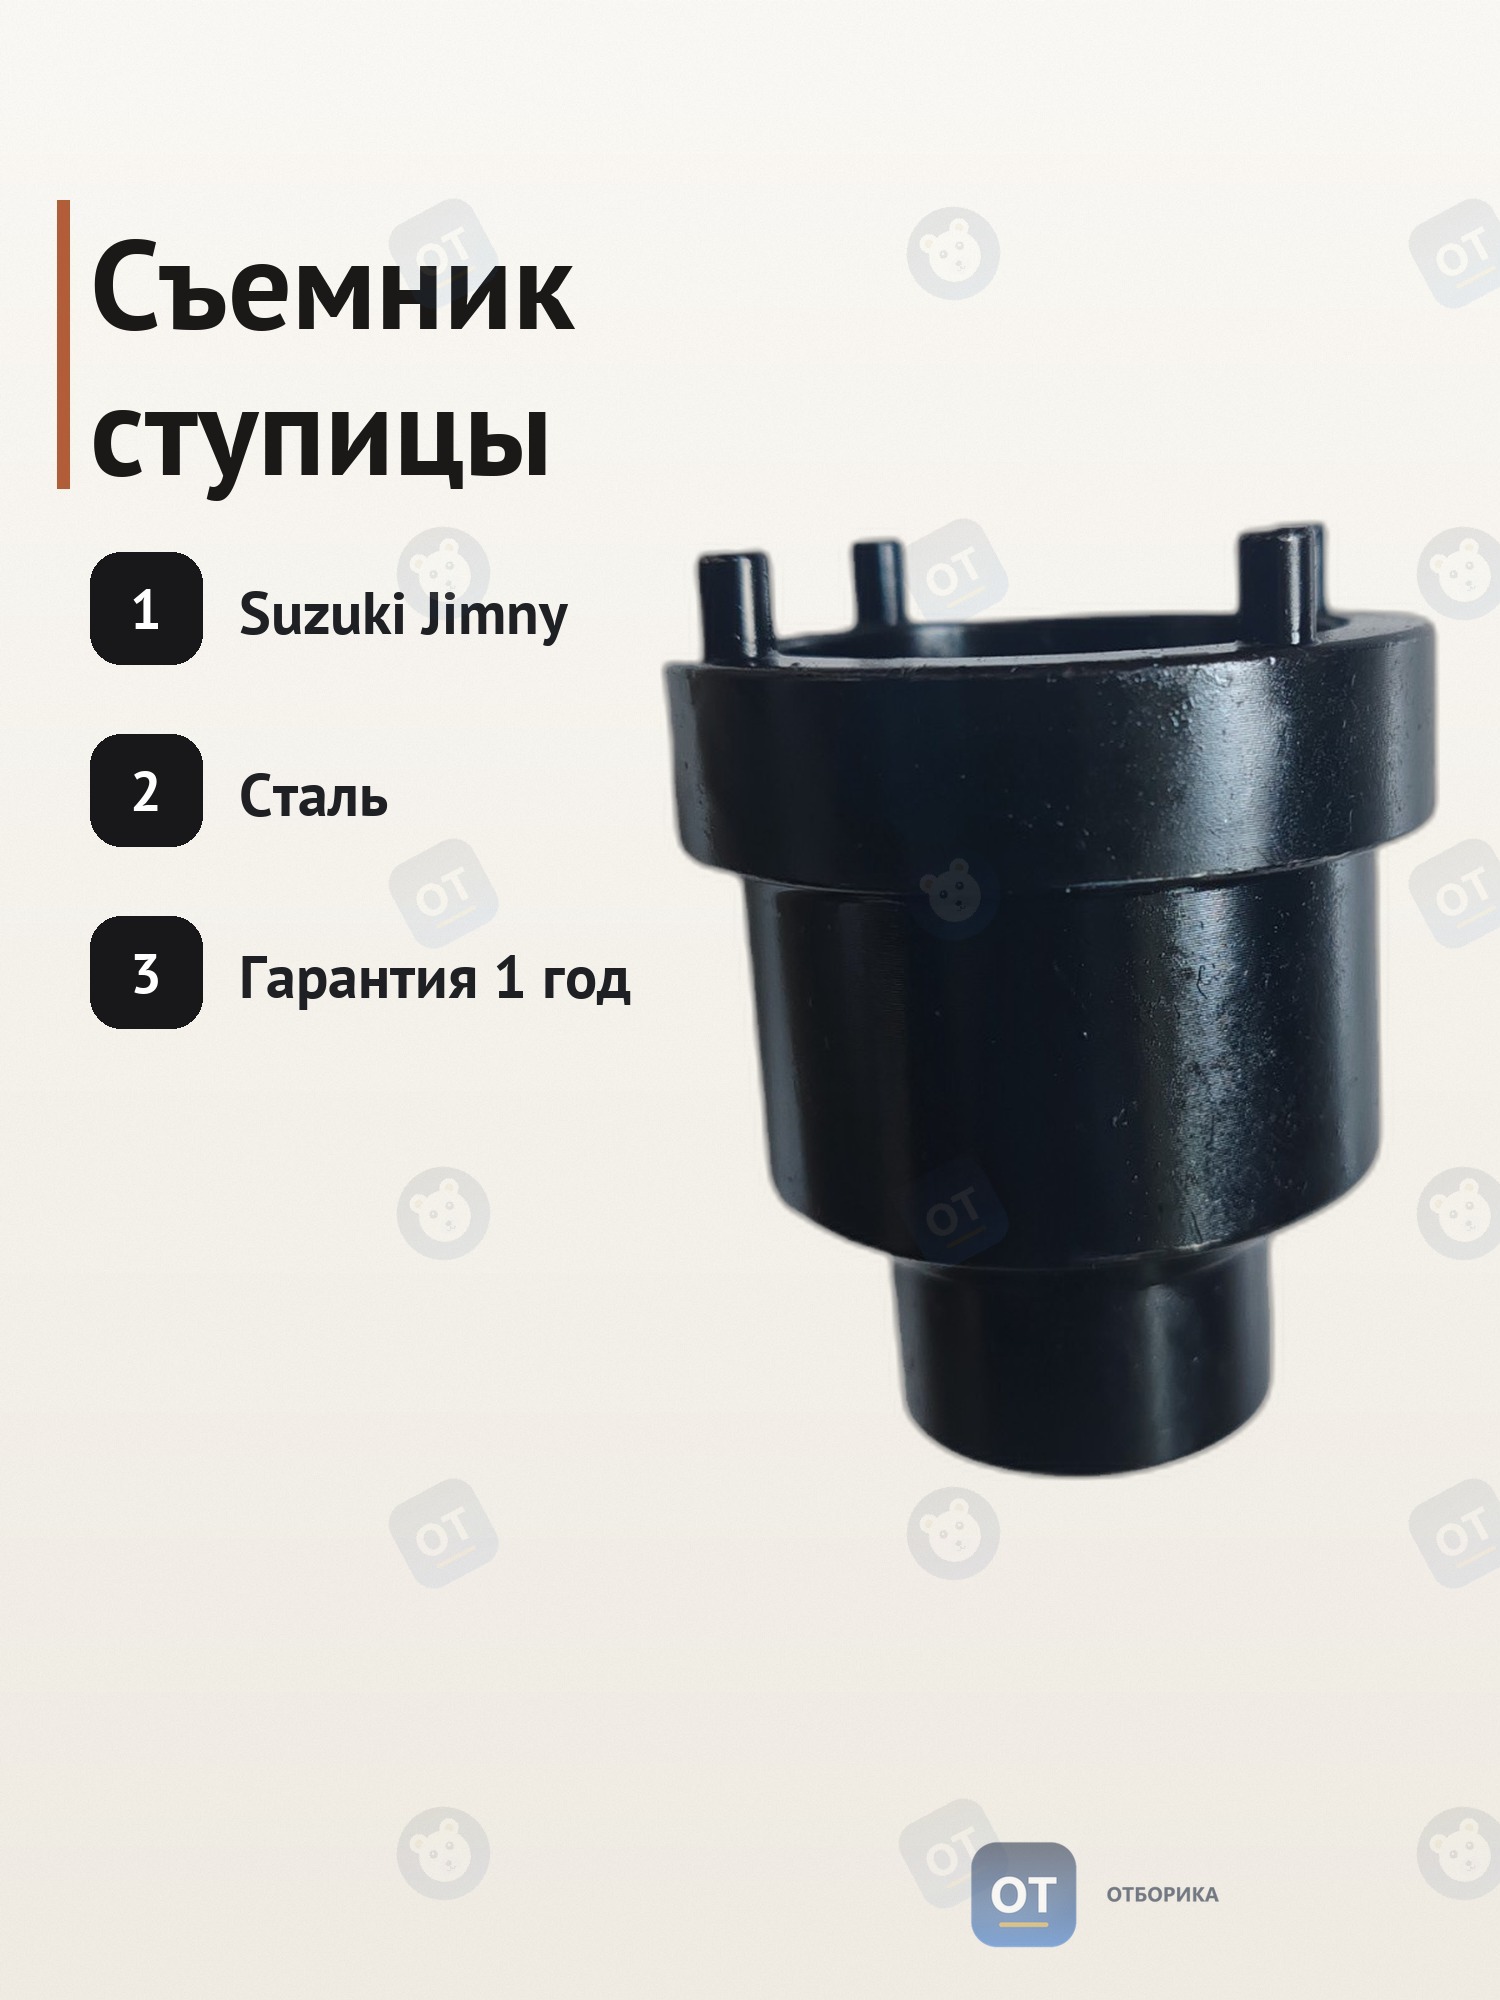 Съемник
ступицы
1 Suzuki Jimny
2 Сталь
3 Гарантия 1 год
ОТ ОТБОРИКА